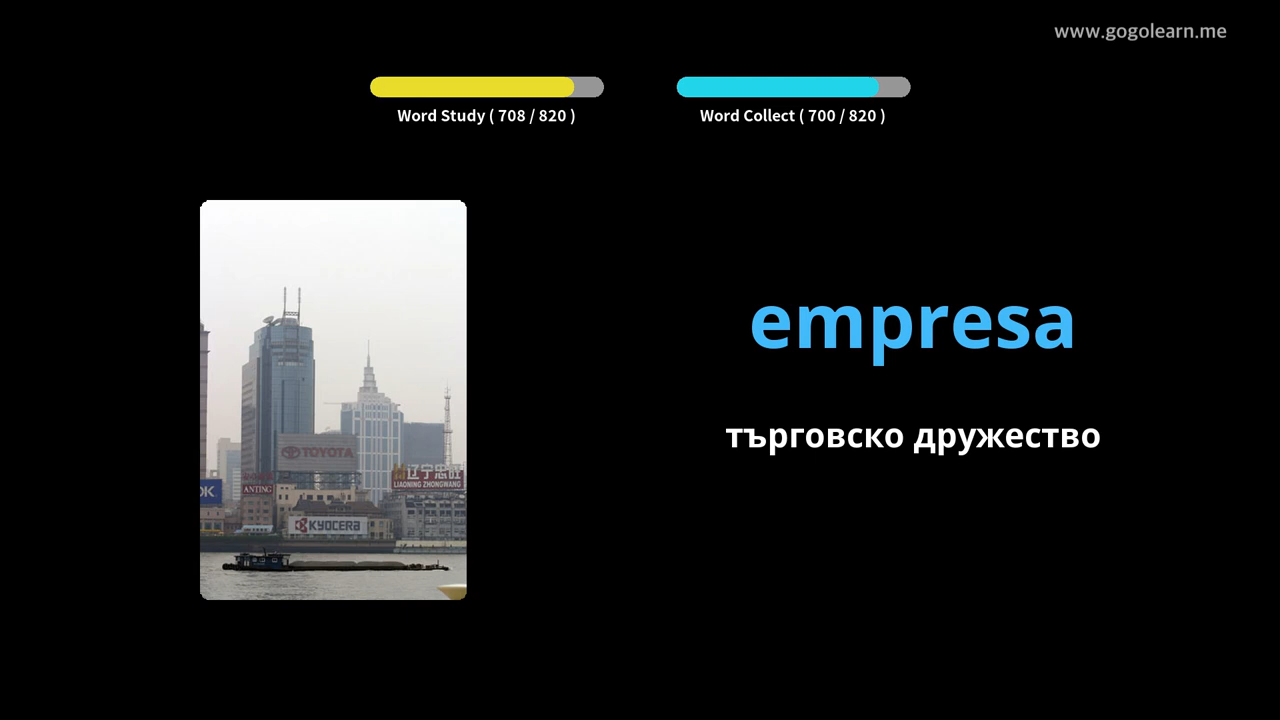 www.gogolearn.me
Word Study ( 708 / 820 )
Word Collect ( 700 / 820 )
empresa
търговско дружество
TOYOTA
辽宁忠旺
LIAONING ZHONGWANG
ANTING
KYOCERA